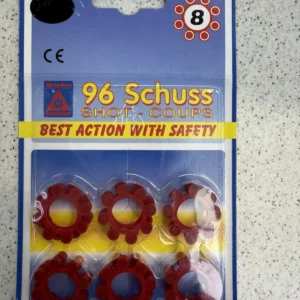 8
CE
96 Schuss
SHOT - COUPS
BEST ACTION WITH SAFETY